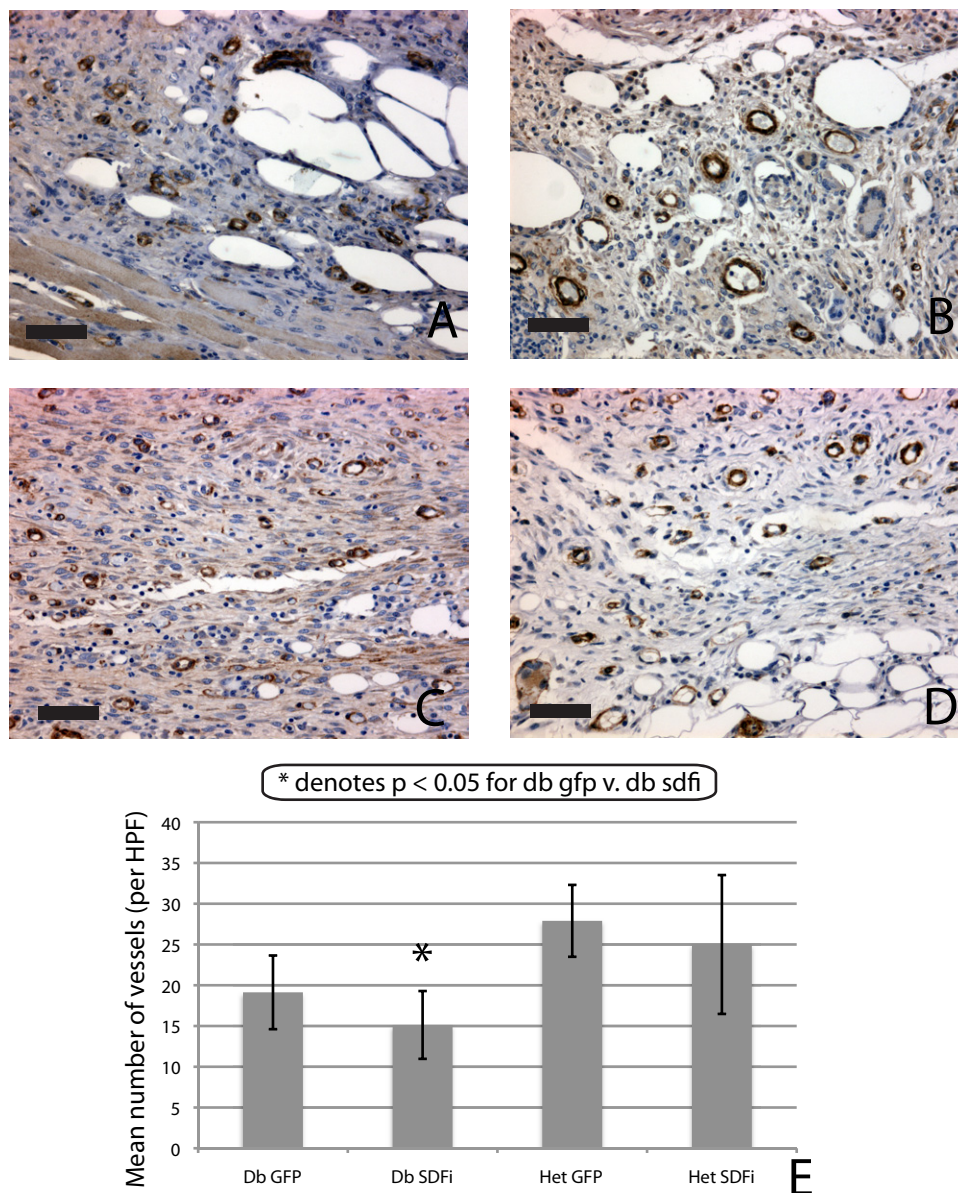 A
B
C
D
* denotes p < 0.05 for db gfp v. db sdfi
Mean number of vessels (per HPF)
40
35
30
25
20
15
10
5
0
*
Db GFP
Db SDFi
Het GFP
Het SDFi
E